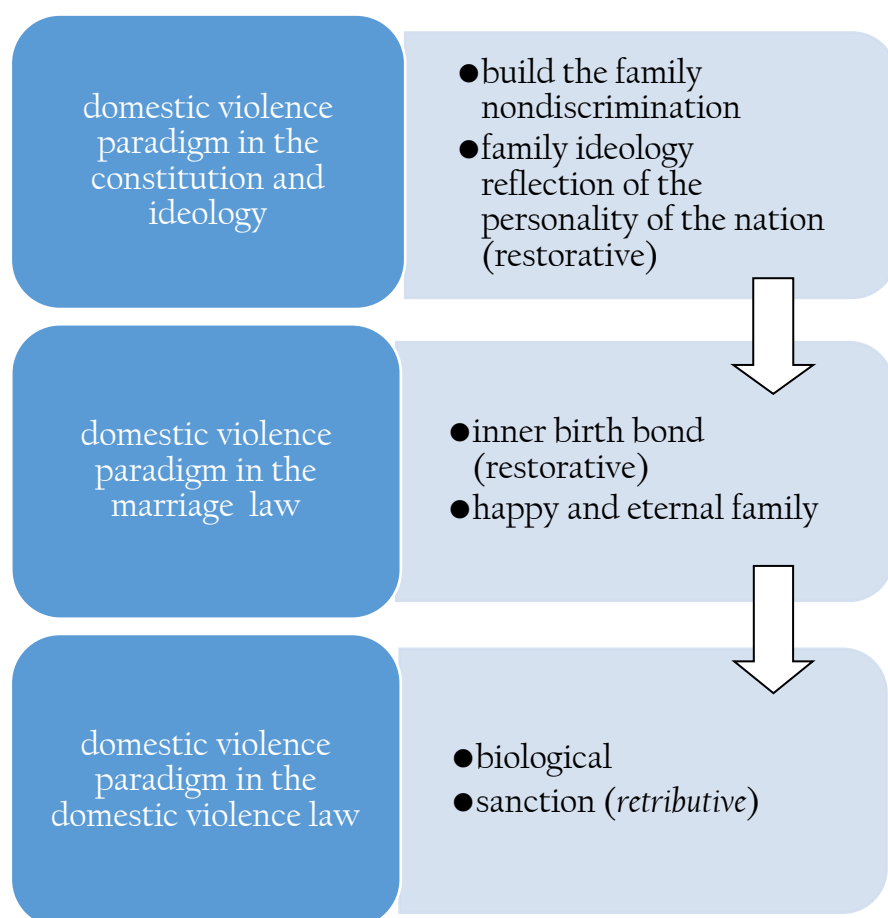 domestic violence
paradigm in the
constitution and
ideology
●build the family
nondiscrimination
●family ideology
reflection of the
personality of the nation
(restorative)
domestic violence
paradigm in the
marriage law
●inner birth bond
(restorative)
●happy and eternal family
domestic violence
paradigm in the
domestic violence law
●biological
●sanction (retributive)